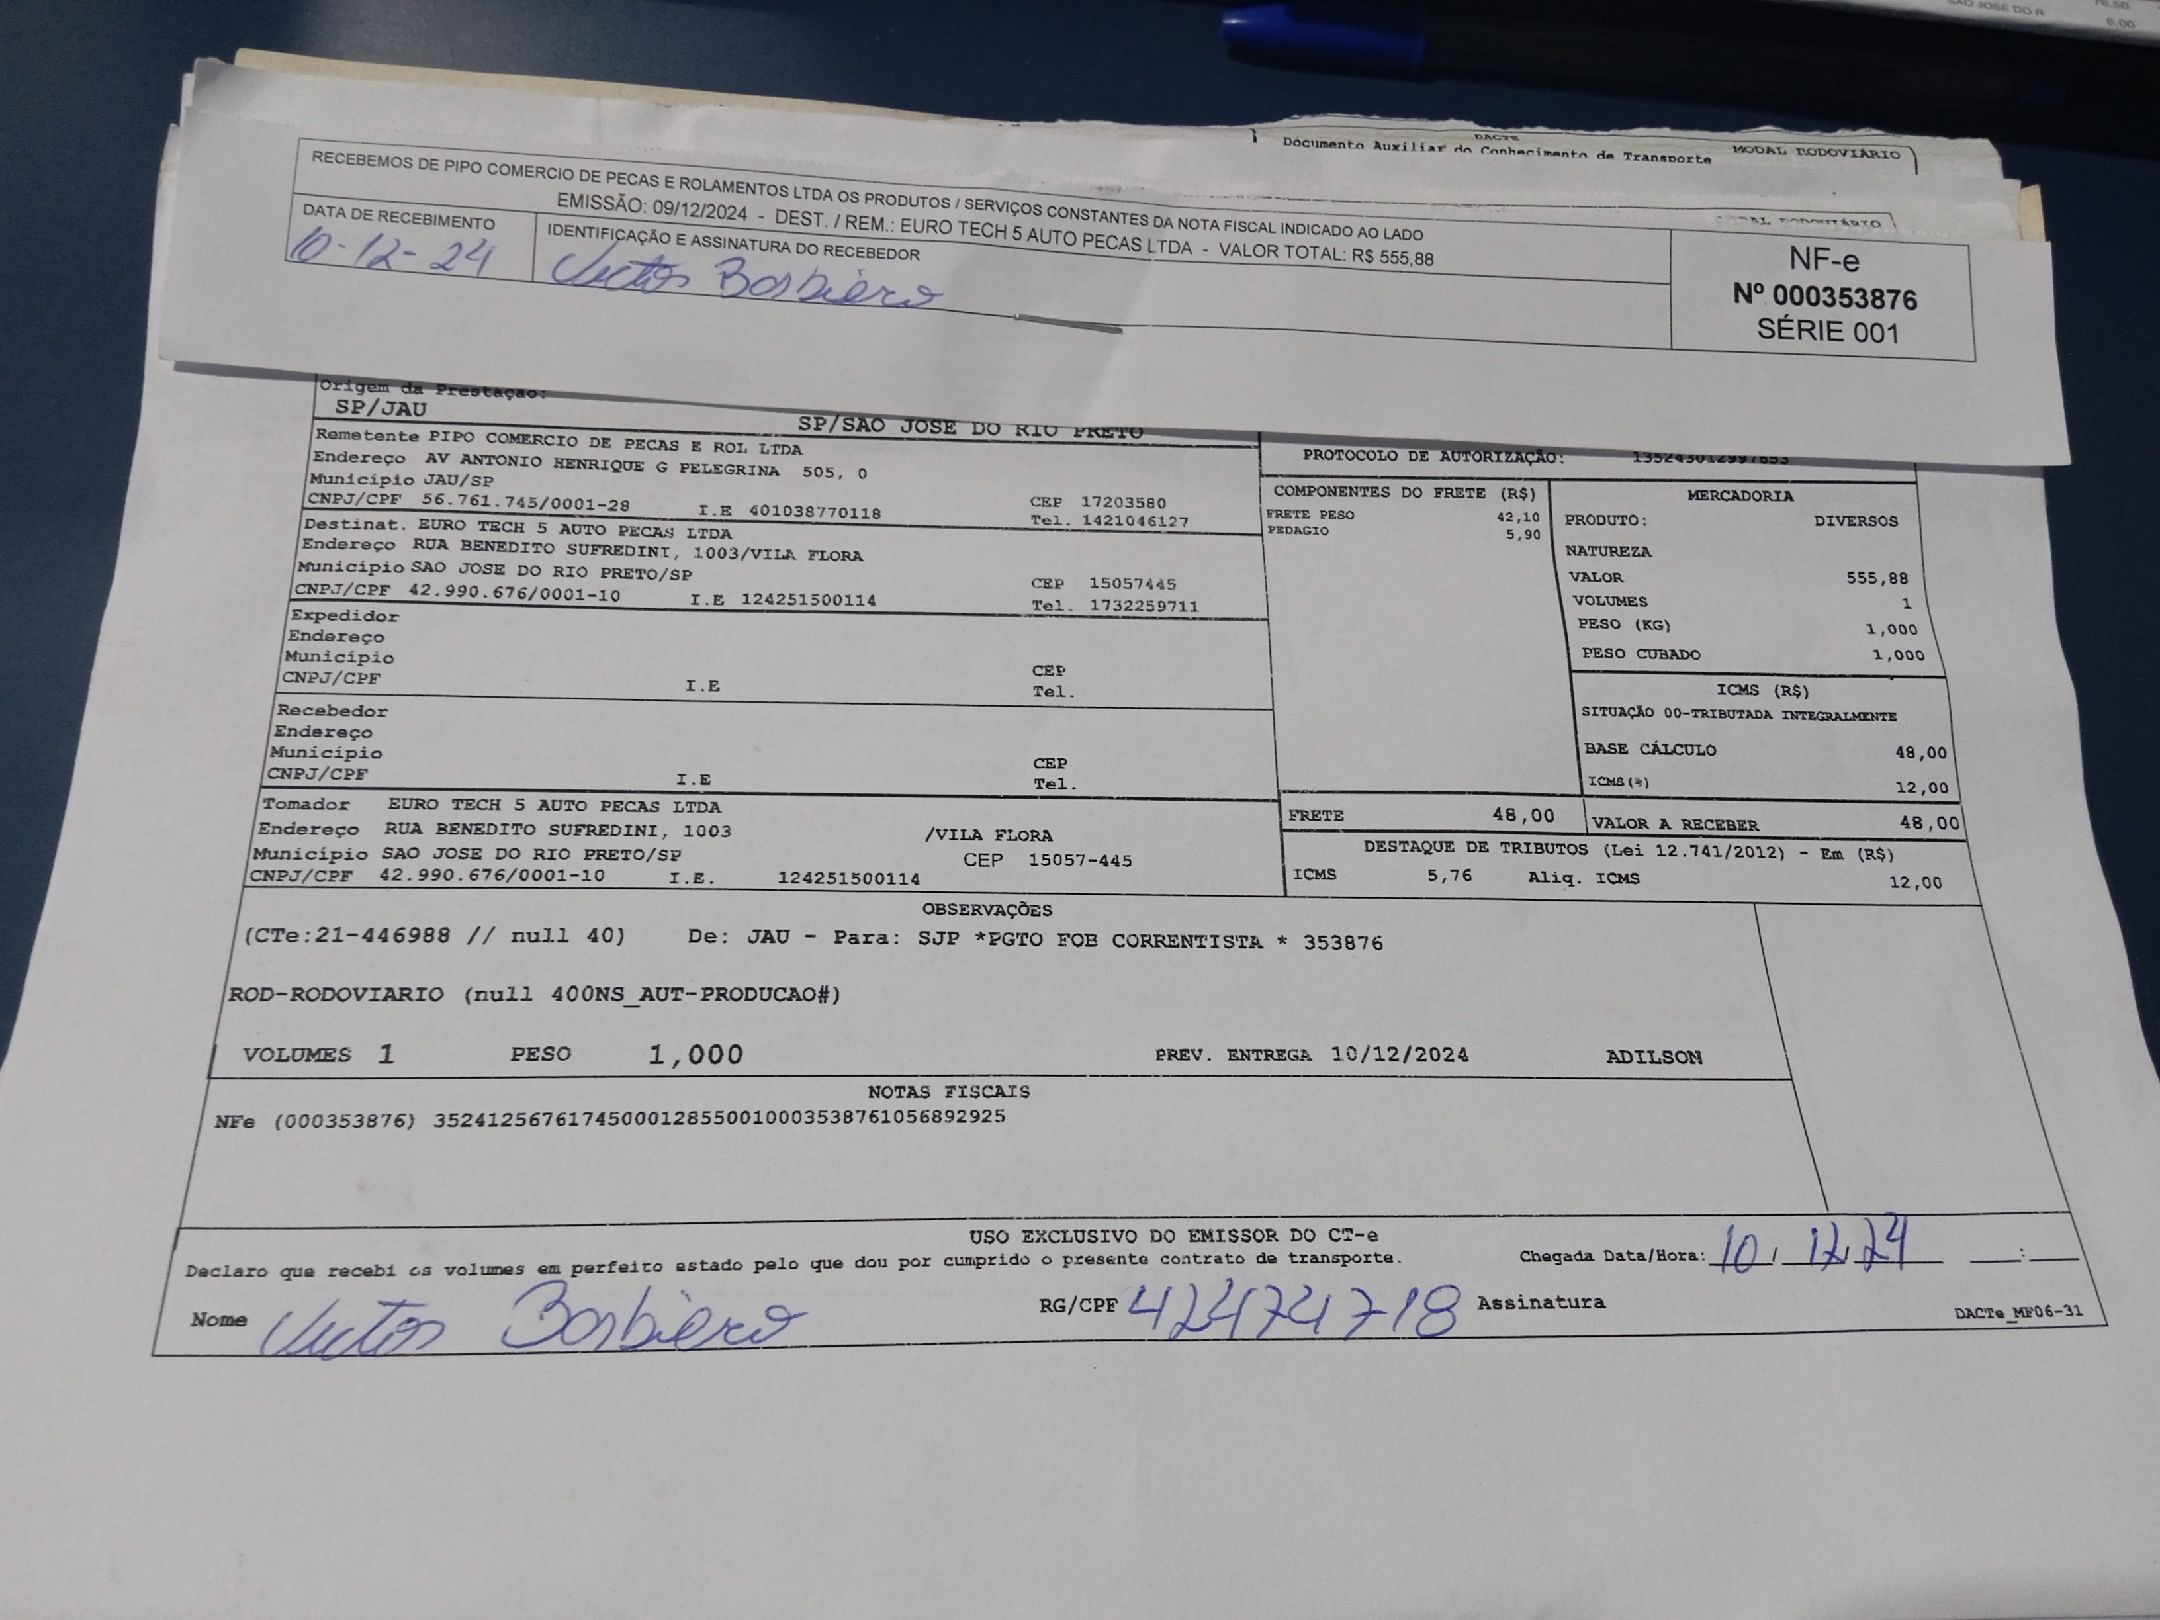 SAO JOSE DO R
6,00
DACTE
Documento Auxiliar do Conhecimento de Transporte
MODAL RODOVIÁRIO
RECEBEMOS DE PIPO COMERCIO DE PECAS E ROLAMENTOS LTDA OS PRODUTOS / SERVIÇOS CONSTANTES DA NOTA FISCAL INDICADO AO LADO
EMISSÃO: 09/12/2024 - DEST. / REM.: EURO TECH 5 AUTO PECAS LTDA - VALOR TOTAL: R$ 555,88
DATA DE RECEBIMENTO
10-12-24
IDENTIFICAÇÃO E ASSINATURA DO RECEBEDOR
Victor Barbiero
NF-e
Nº 000353876
SÉRIE 001
Origem da Prestação:
SP/JAU
SP/SAO JOSE DO RIO PRETO
Remetente PIPO COMERCIO DE PECAS E ROL LTDA
Endereço AV ANTONIO HENRIQUE G PELEGRINA 505, 0
Município JAU/SP
CNPJ/CPF 56.761.745/0001-28 I.E 401038770118
CEP 17203580
Tel. 1421046127
Destinat. EURO TECH 5 AUTO PECAS LTDA
Endereço RUA BENEDITO SUFREDINI, 1003/VILA FLORA
Município SAO JOSE DO RIO PRETO/SP
CNPJ/CPF 42.990.676/0001-10 I.E 124251500114
CEP 15057445
Tel. 1732259711
Expedidor
Endereço
Município
CNPJ/CPF I.E
CEP
Tel.
Recebedor
Endereço
Município
CNPJ/CPF I.E
CEP
Tel.
Tomador EURO TECH 5 AUTO PECAS LTDA
Endereço RUA BENEDITO SUFREDINI, 1003 /VILA FLORA
Município SAO JOSE DO RIO PRETO/SP CEP 15057-445
CNPJ/CPF 42.990.676/0001-10 I.E. 124251500114
PROTOCOLO DE AUTORIZAÇÃO: 135243012997853
COMPONENTES DO FRETE (R$)
FRETE PESO 42,10
PEDAGIO 5,90
MERCADORIA
PRODUTO: DIVERSOS
NATUREZA
VALOR 555,88
VOLUMES 1
PESO (KG) 1,000
PESO CUBADO 1,000
ICMS (R$)
SITUAÇÃO 00-TRIBUTADA INTEGRALMENTE
BASE CÁLCULO 48,00
ICMS(%) 12,00
FRETE 48,00
VALOR A RECEBER 48,00
DESTAQUE DE TRIBUTOS (Lei 12.741/2012) - Em (R$)
ICMS 5,76 Aliq. ICMS 12,00
OBSERVAÇÕES
(CTe:21-446988 // null 40) De: JAU - Para: SJP *PGTO FOB CORRENTISTA * 353876
ROD-RODOVIARIO (null 400NS_AUT-PRODUCAO#)
VOLUMES 1 PESO 1,000 PREV. ENTREGA 10/12/2024 ADILSON
NOTAS FISCAIS
NFe (000353876) 35241256761745000128550010003538761056892925
USO EXCLUSIVO DO EMISSOR DO CT-e
Declaro que recebi os volumes em perfeito estado pelo que dou por cumprido o presente contrato de transporte.
Chegada Data/Hora: 10 / 12 24 :
Nome Victor Barbiero RG/CPF 424747718 Assinatura
DACTe_MF06-31